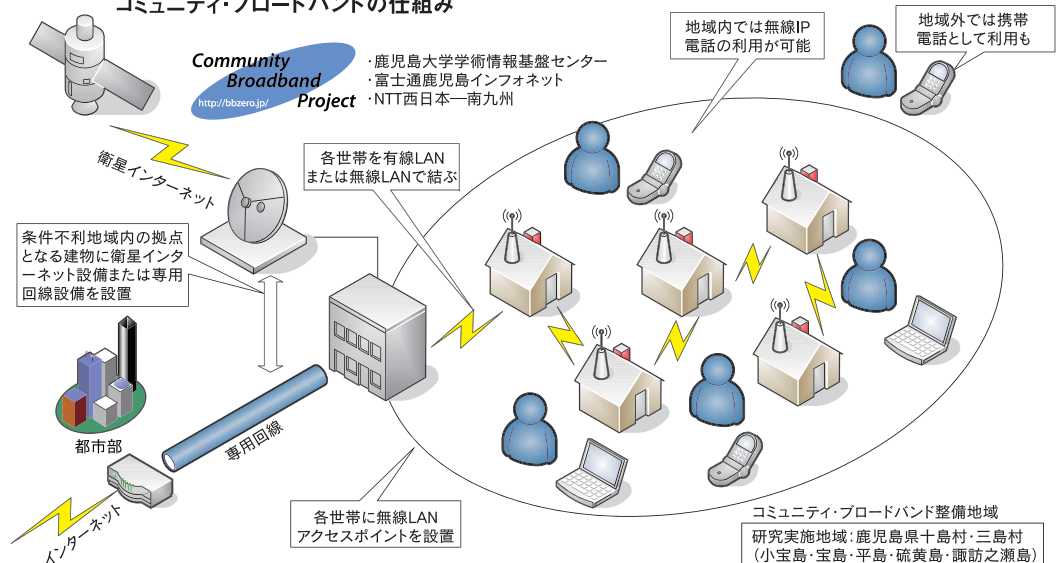 コミュニティ・ブロードバンドの仕組み
Community
Broadband
Project
http://bbzero.jp/
・鹿児島大学学術情報基盤センター
・富士通鹿児島インフォネット
・NTT西日本―南九州
地域内では無線IP
電話の利用が可能
地域外では携帯
電話として利用も
衛星インターネット
各世帯を有線LAN
または無線LANで結ぶ
条件不利地域内の拠点
となる建物に衛星インタ
ーネット設備または専用
回線設備を設置
都市部
専用回線
インターネット
各世帯に無線LAN
アクセスポイントを設置
コミュニティ・ブロードバンド整備地域
研究実施地域：鹿児島県十島村・三島村
（小宝島・宝島・平島・硫黄島・諏訪之瀬島）